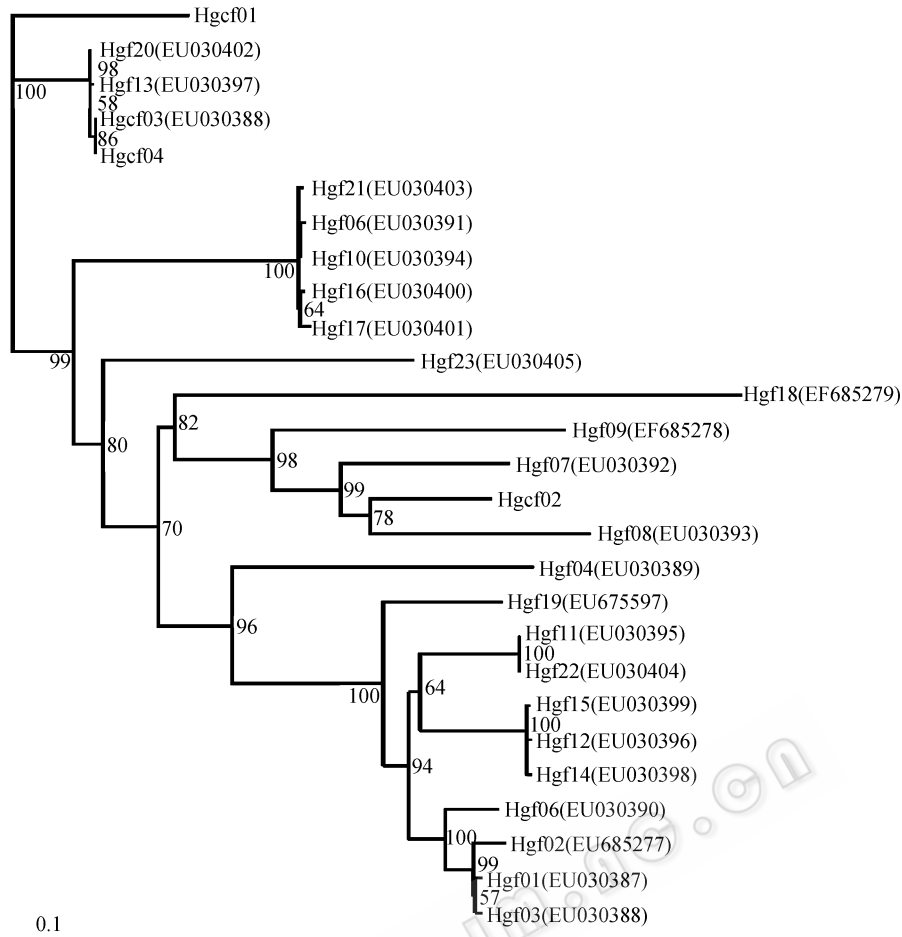 Hgcf01
Hgf20(EU030402)
98
Hgf13(EU030397)
100
58
Hgcf03(EU030388)
86
Hgcf04
Hgf21(EU030403)
Hgf06(EU030391)
Hgf10(EU030394)
100
Hgf16(EU030400)
64
Hgf17(EU030401)
99
Hgf23(EU030405)
Hgf18(EF685279)
82
Hgf09(EF685278)
80
98
Hgf07(EU030392)
99
Hgcf02
78
70
Hgf08(EU030393)
Hgf04(EU030389)
96
Hgf19(EU675597)
Hgf11(EU030395)
100
Hgf22(EU030404)
64
100
Hgf15(EU030399)
100
Hgf12(EU030396)
94
Hgf14(EU030398)
Hgf06(EU030390)
100
Hgf02(EU685277)
99
Hgf01(EU030387)
57
Hgf03(EU030388)
0.1
lm.gc.cn